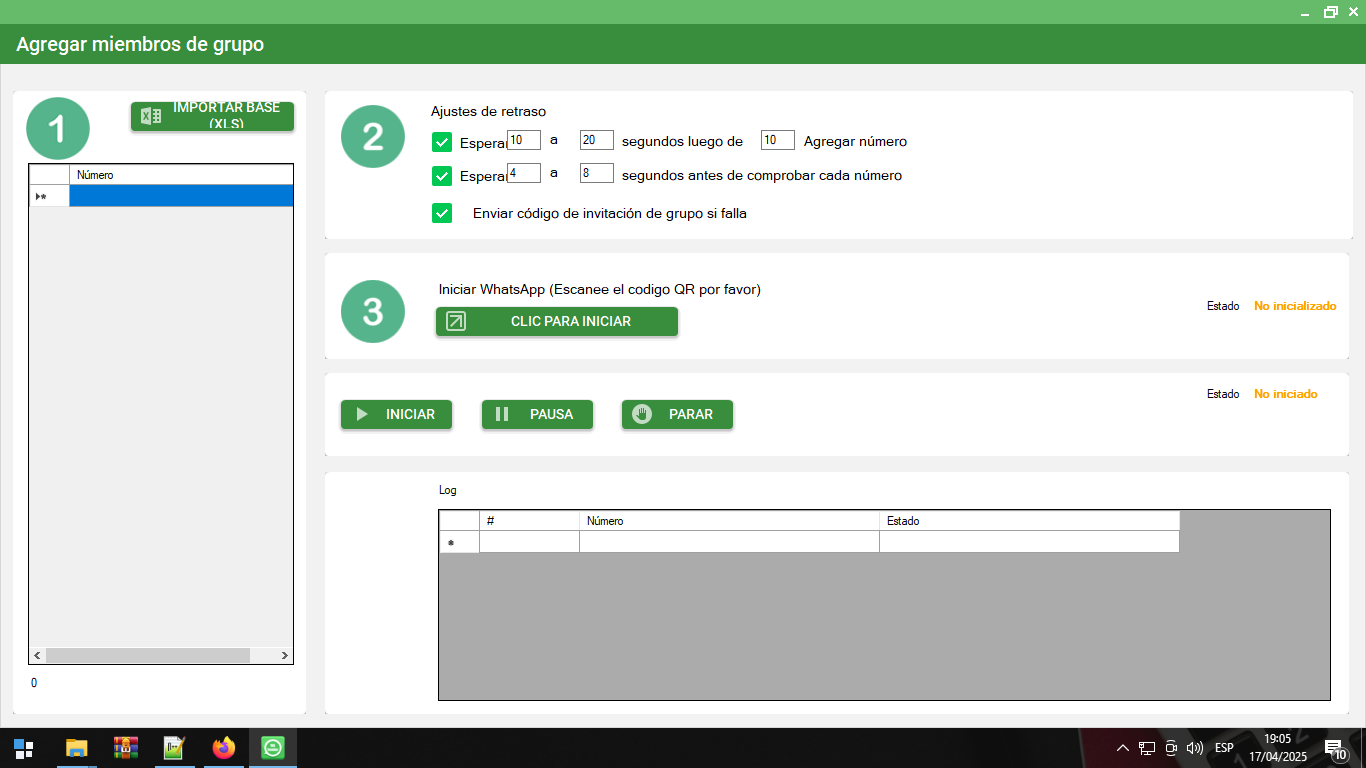 Agregar miembros de grupo
1
IMPORTAR BASE
(XLS)
Número
0
2
Ajustes de retraso
Esperar 10 a 20 segundos luego de 10 Agregar número
Esperar 4 a 8 segundos antes de comprobar cada número
Enviar código de invitación de grupo si falla
3
Iniciar WhatsApp (Escanee el codigo QR por favor)
CLIC PARA INICIAR
Estado No inicializado
INICIAR PAUSA PARAR
Estado No iniciado
Log
# Número Estado
ESP
19:05
17/04/2025
10